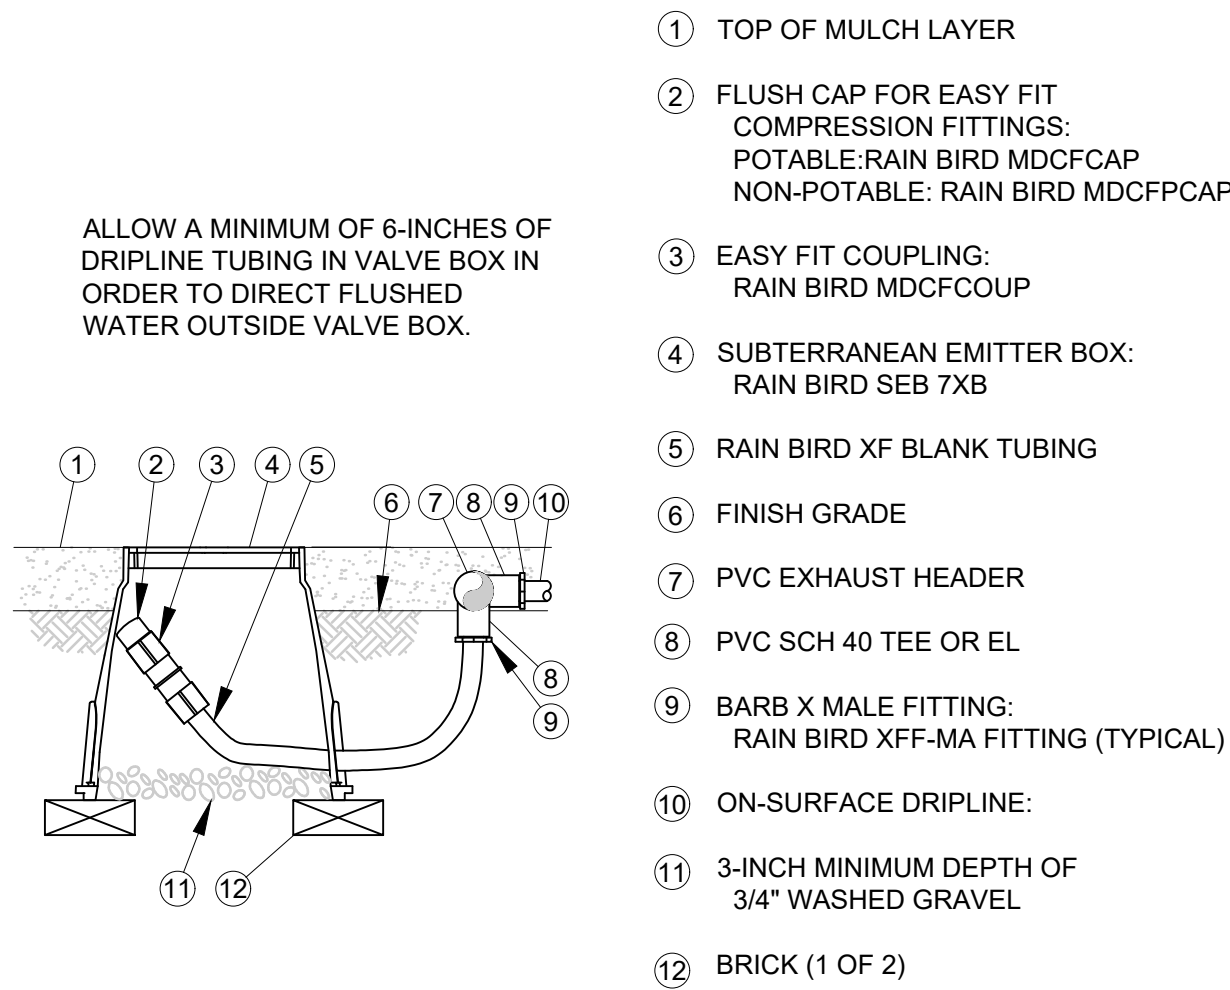 ALLOW A MINIMUM OF 6-INCHES OF
DRIPLINE TUBING IN VALVE BOX IN
ORDER TO DIRECT FLUSHED
WATER OUTSIDE VALVE BOX.
1 2 3 4 5
6 7 8 9 10
8
9
11 12
1 TOP OF MULCH LAYER
2 FLUSH CAP FOR EASY FIT
COMPRESSION FITTINGS:
POTABLE:RAIN BIRD MDCFCAP
NON-POTABLE: RAIN BIRD MDCFPCAP
3 EASY FIT COUPLING:
RAIN BIRD MDCFCOUP
4 SUBTERRANEAN EMITTER BOX:
RAIN BIRD SEB 7XB
5 RAIN BIRD XF BLANK TUBING
6 FINISH GRADE
7 PVC EXHAUST HEADER
8 PVC SCH 40 TEE OR EL
9 BARB X MALE FITTING:
RAIN BIRD XFF-MA FITTING (TYPICAL)
10 ON-SURFACE DRIPLINE:
11 3-INCH MINIMUM DEPTH OF
3/4" WASHED GRAVEL
12 BRICK (1 OF 2)